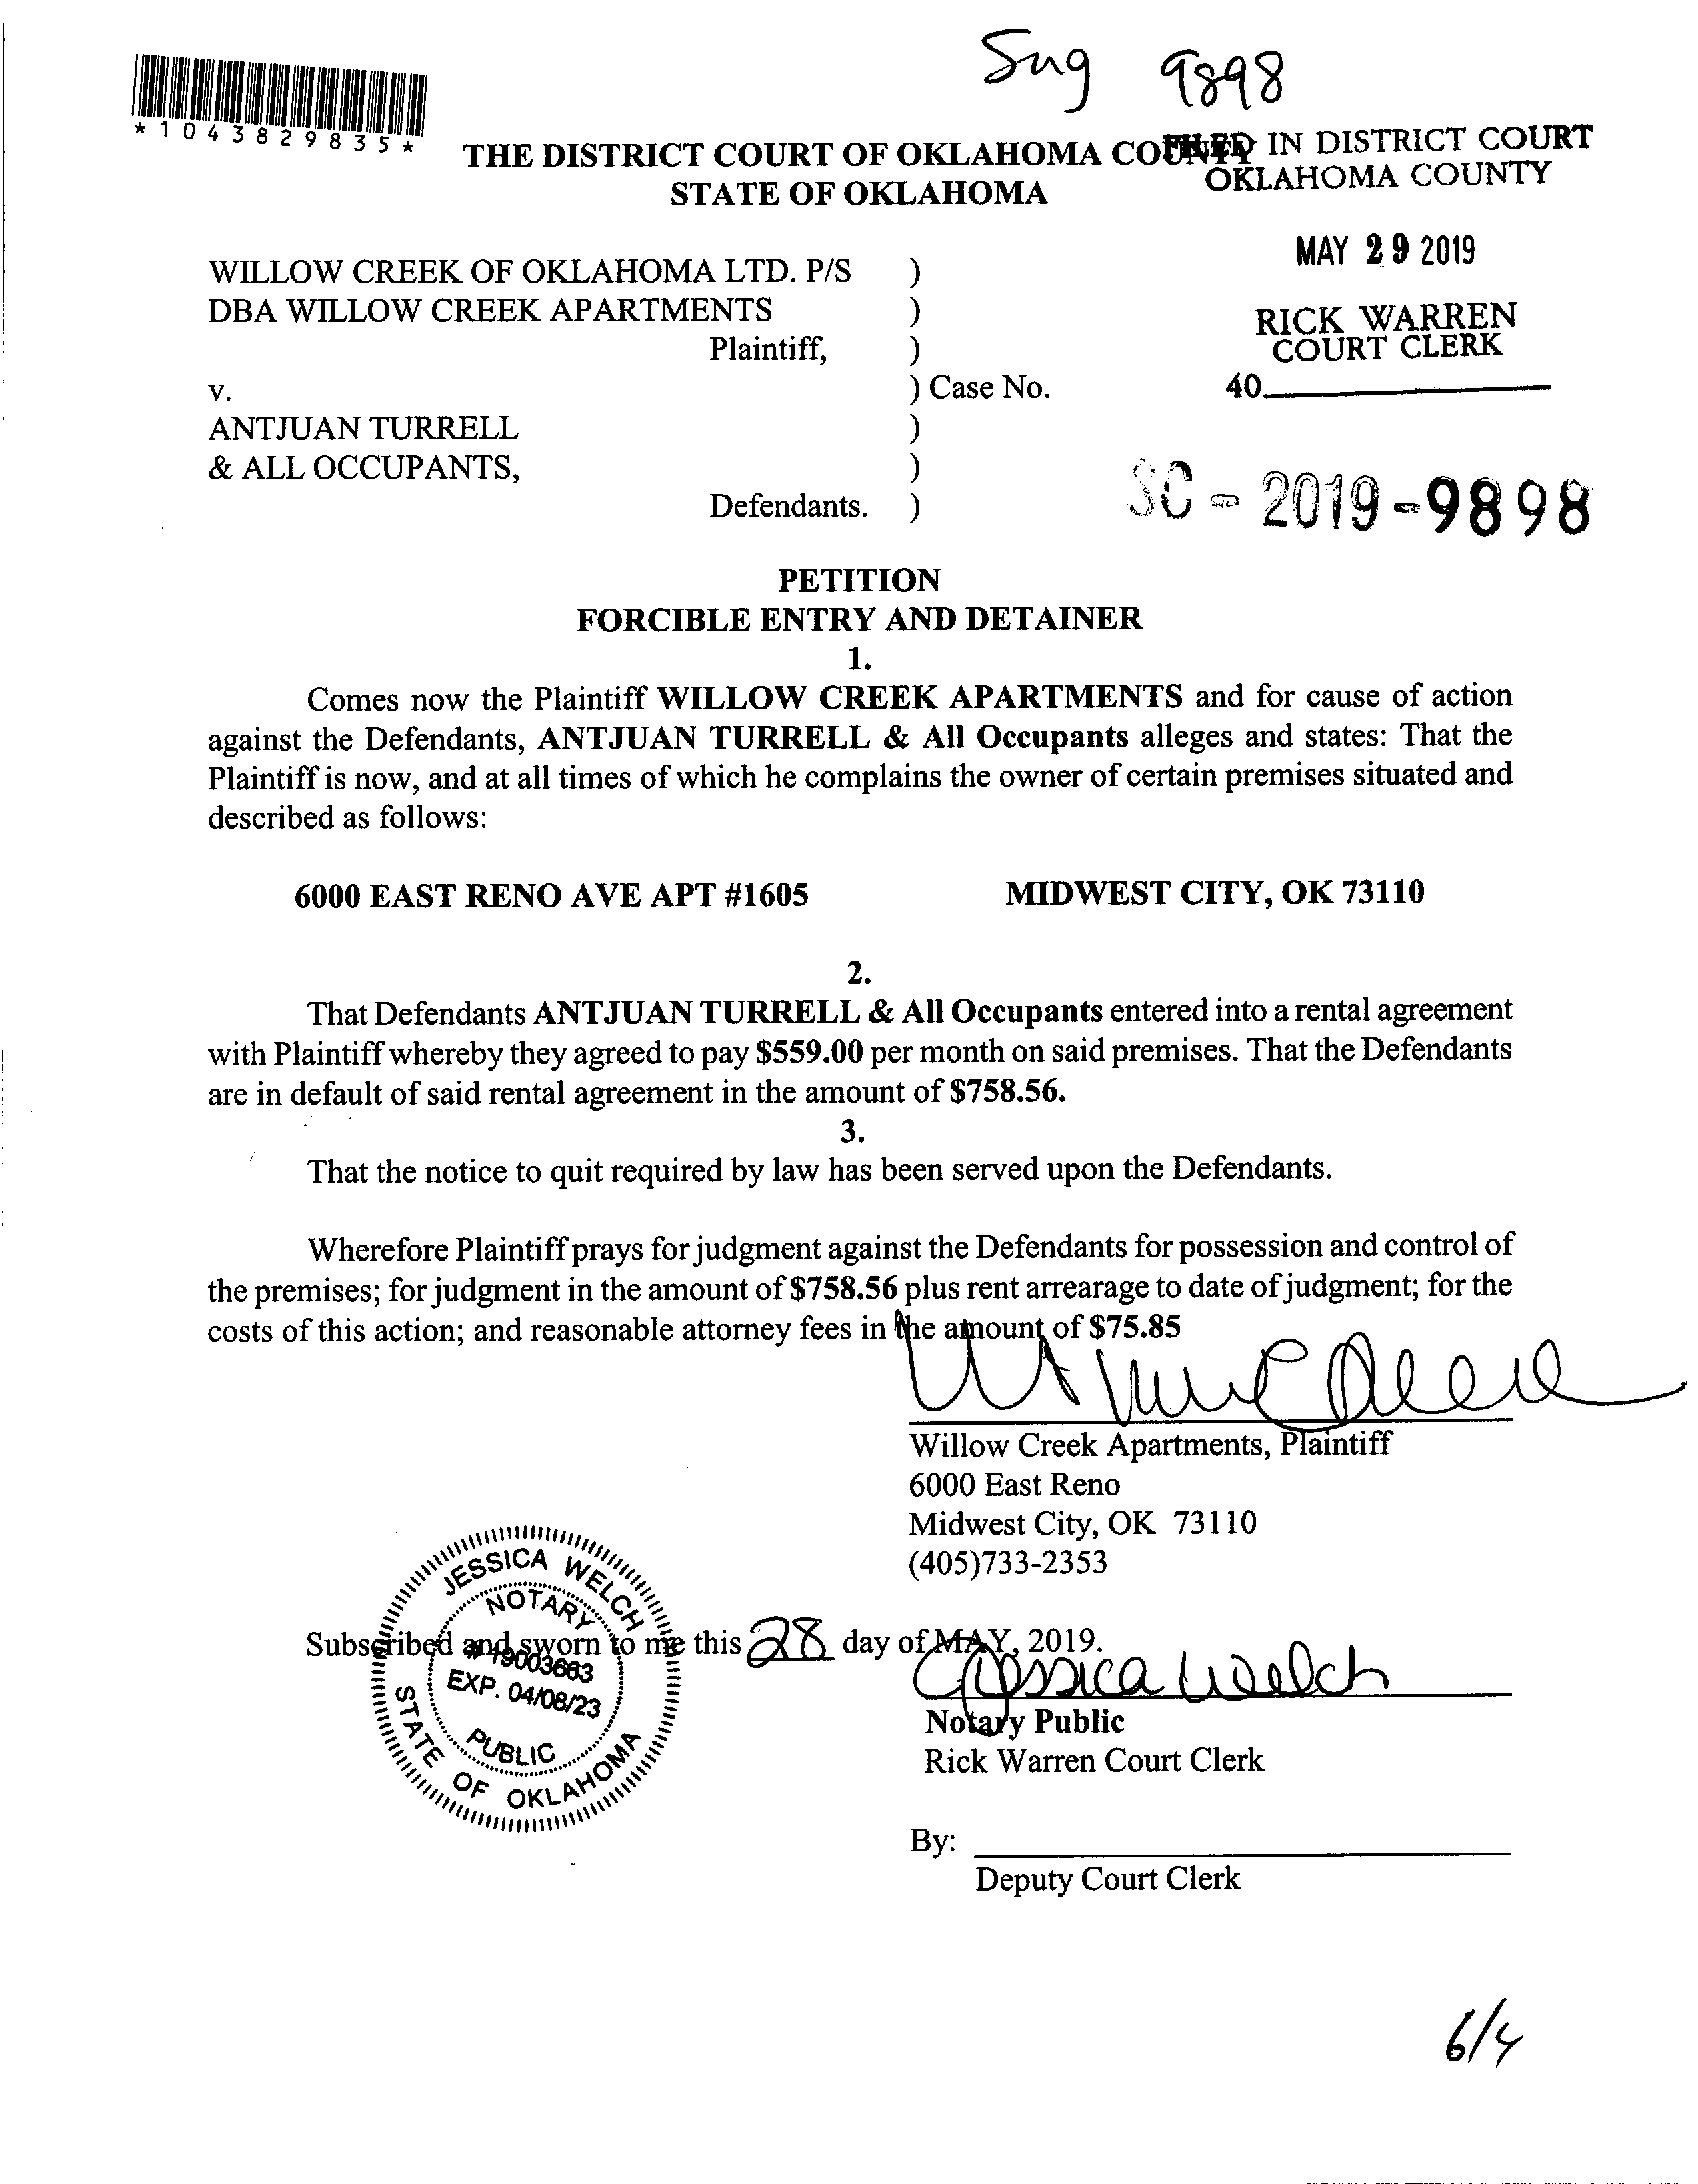 Sng 9898
*1043829835*
THE DISTRICT COURT OF OKLAHOMA COUNTY
STATE OF OKLAHOMA
FILED IN DISTRICT COURT
OKLAHOMA COUNTY
MAY 29 2019
RICK WARREN
COURT CLERK
40
WILLOW CREEK OF OKLAHOMA LTD. P/S )
DBA WILLOW CREEK APARTMENTS )
Plaintiff, )
v. ) Case No.
ANTJUAN TURRELL )
& ALL OCCUPANTS, )
Defendants. )
SC - 2019 - 9898
PETITION
FORCIBLE ENTRY AND DETAINER
1.
Comes now the Plaintiff WILLOW CREEK APARTMENTS and for cause of action
against the Defendants, ANTJUAN TURRELL & All Occupants alleges and states: That the
Plaintiff is now, and at all times of which he complains the owner of certain premises situated and
described as follows:
6000 EAST RENO AVE APT #1605 MIDWEST CITY, OK 73110
2.
That Defendants ANTJUAN TURRELL & All Occupants entered into a rental agreement
with Plaintiff whereby they agreed to pay $559.00 per month on said premises. That the Defendants
are in default of said rental agreement in the amount of $758.56.
3.
That the notice to quit required by law has been served upon the Defendants.
Wherefore Plaintiff prays for judgment against the Defendants for possession and control of
the premises; for judgment in the amount of $758.56 plus rent arrearage to date of judgment; for the
costs of this action; and reasonable attorney fees in the amount of $75.85
Willow Creek Apartments, Plaintiff
6000 East Reno
Midwest City, OK 73110
(405)733-2353
JESSICA WELCH
NOTARY
# 19003663
EXP. 04/08/23
PUBLIC
STATE OF OKLAHOMA
Subscribed and sworn to me this 28 day of MAY, 2019.
Jessica Welch
Notary Public
Rick Warren Court Clerk
By:
Deputy Court Clerk
6/4